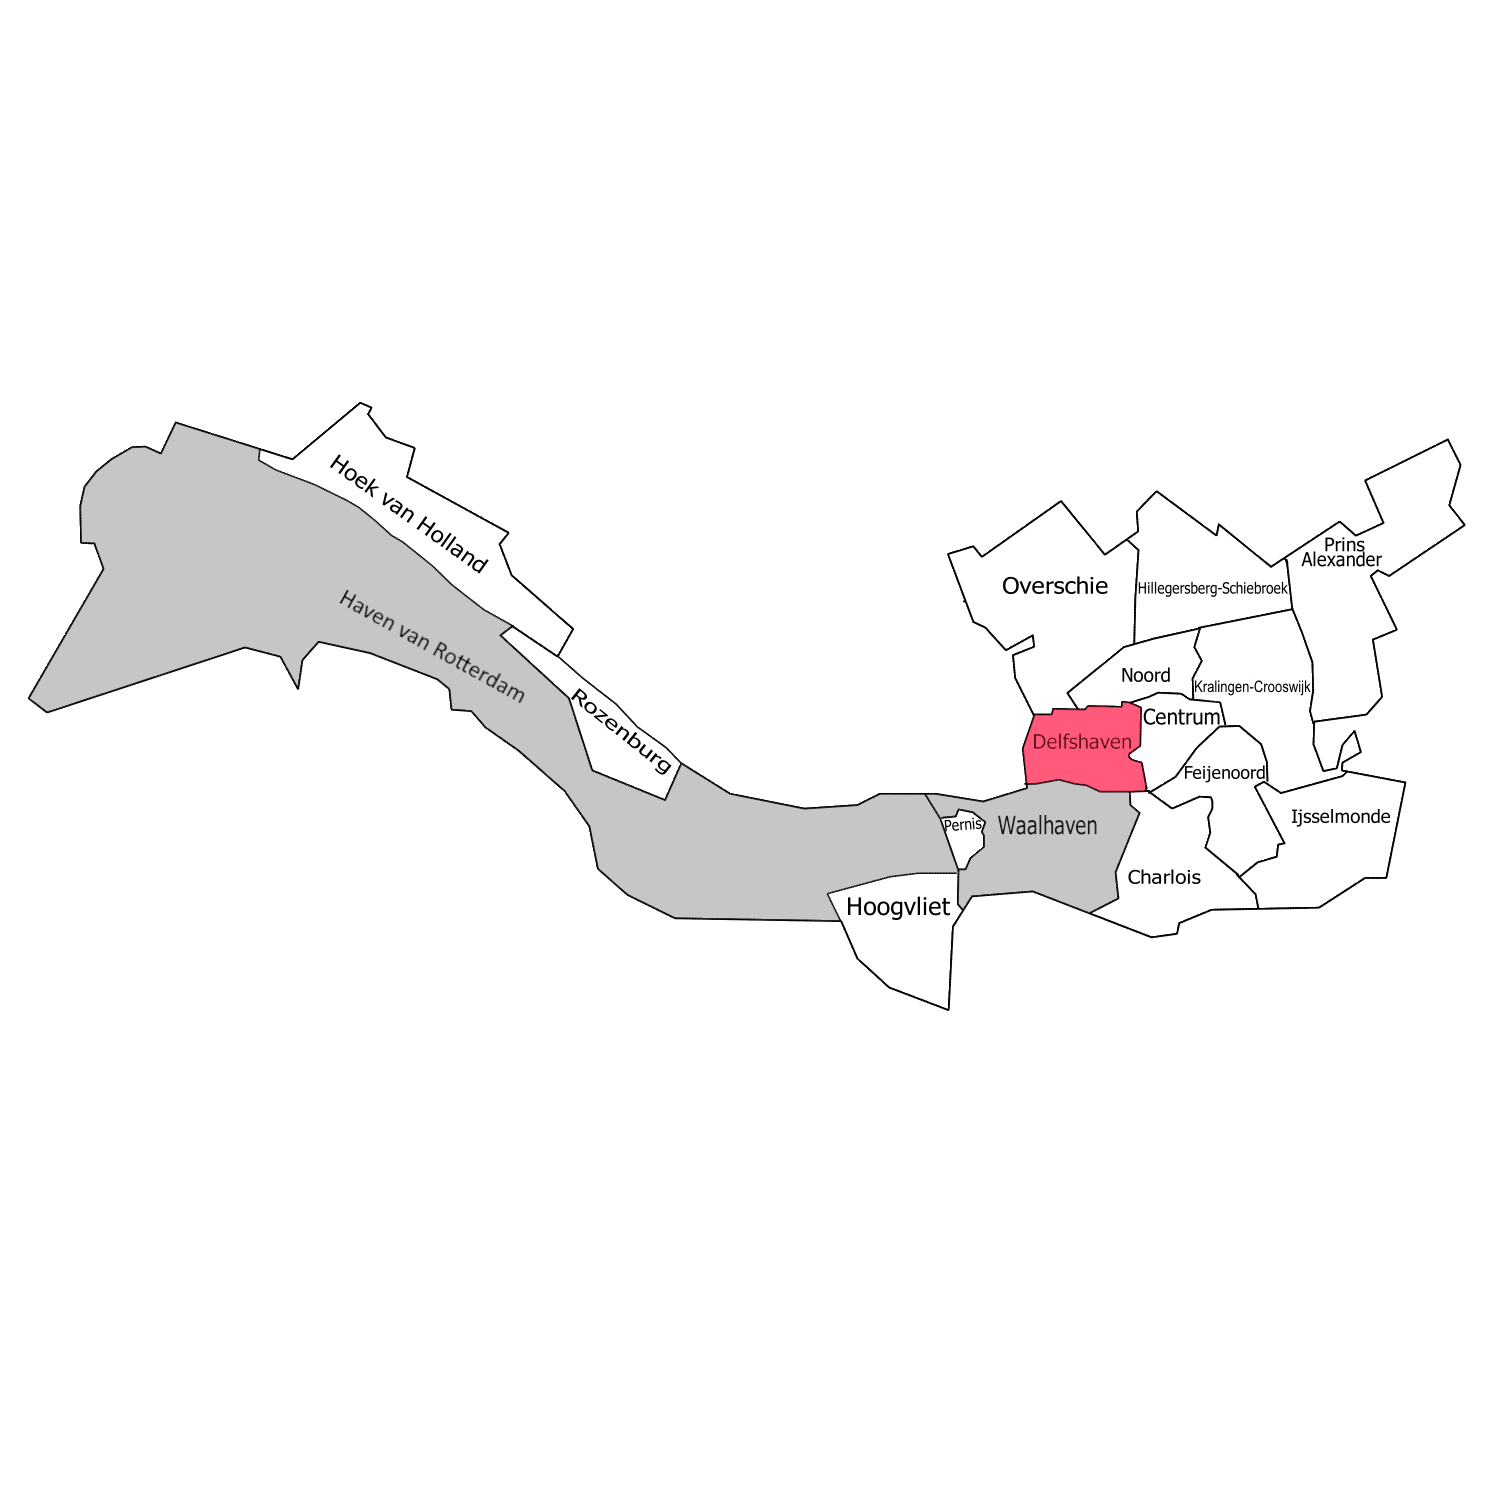 Hoek van Holland
Haven van Rotterdam
Rozenburg
Overschie
Hillegersberg-Schiebroek
Prins
Alexander
Noord
Kralingen-Crooswijk
Centrum
Delfshaven
Feijenoord
Ijsselmonde
Pernis
Waalhaven
Charlois
Hoogvliet